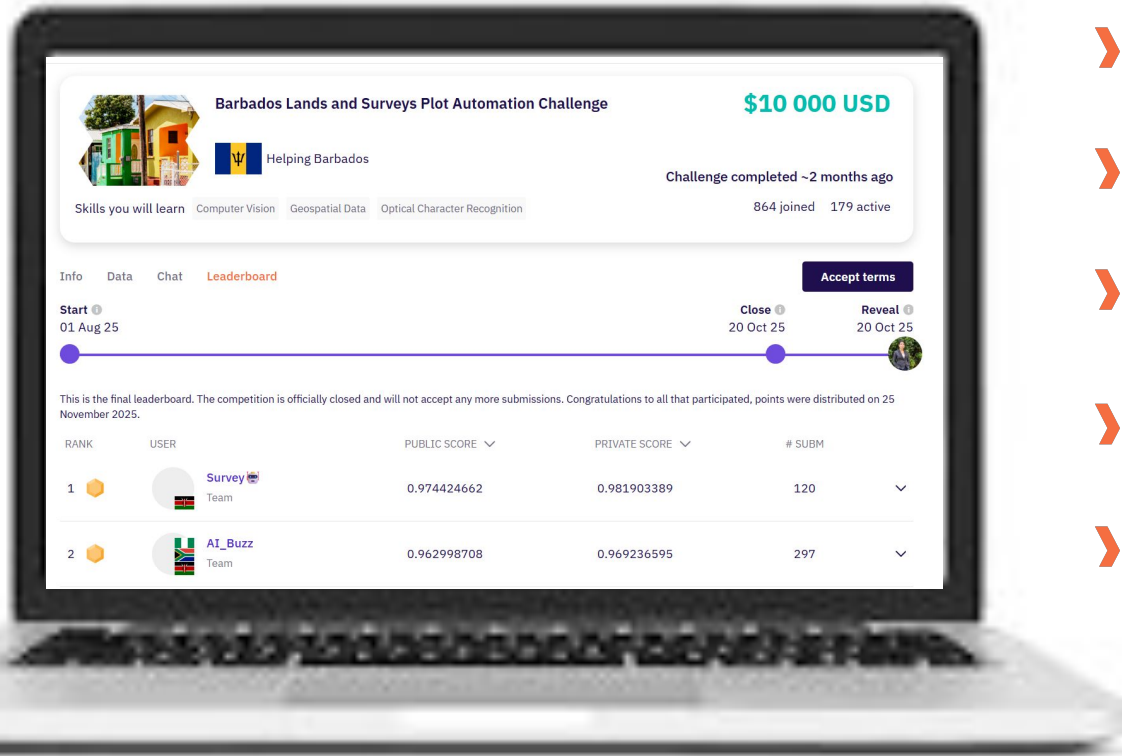 Barbados Lands and Surveys Plot Automation Challenge
$10 000 USD
Helping Barbados
Challenge completed ~2 months ago
Skills you will learn Computer Vision Geospatial Data Optical Character Recognition
864 joined 179 active
Info Data Chat Leaderboard
Accept terms
Start Close Reveal
01 Aug 25 20 Oct 25 20 Oct 25
This is the final leaderboard. The competition is officially closed and will not accept any more submissions. Congratulations to all that participated, points were distributed on 25
November 2025.
RANK USER PUBLIC SCORE PRIVATE SCORE # SUBM
1 Survey 0.974424662 0.981903389 120
Team
2 AI_Buzz 0.962998708 0.969236595 297
Team